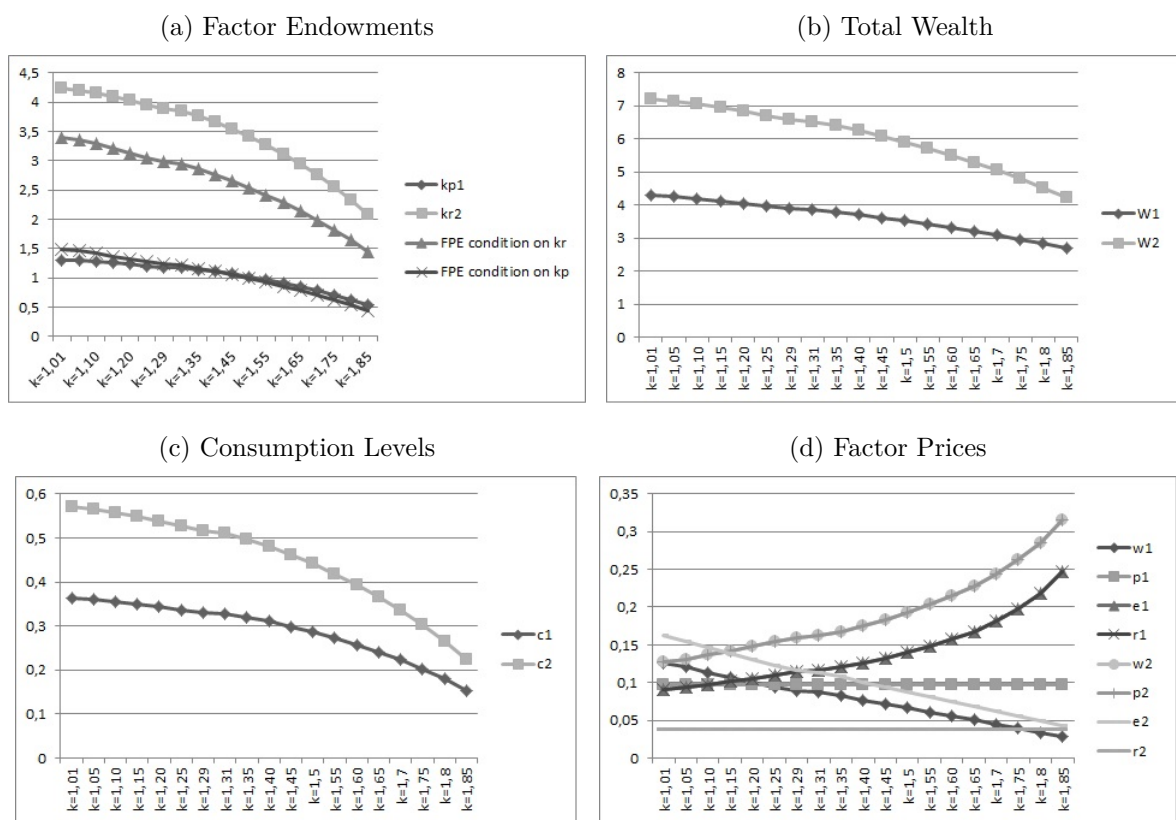 (a) Factor Endowments
4,5
4
3,5
3
2,5
2
1,5
1
0,5
0
k=1,01
k=1,10
k=1,20
k=1,29
k=1,35
k=1,45
k=1,55
k=1,65
k=1,75
k=1,85
kp1
kr2
FPE condition on kr
FPE condition on kp
(b) Total Wealth
8
7
6
5
4
3
2
1
0
k=1,01
k=1,05
k=1,10
k=1,15
k=1,20
k=1,25
k=1,29
k=1,31
k=1,35
k=1,40
k=1,45
k=1,5
k=1,55
k=1,60
k=1,65
k=1,7
k=1,75
k=1,8
k=1,85
W1
W2
(c) Consumption Levels
0,6
0,5
0,4
0,3
0,2
0,1
0
k=1,01
k=1,05
k=1,10
k=1,15
k=1,20
k=1,25
k=1,29
k=1,31
k=1,35
k=1,40
k=1,45
k=1,5
k=1,55
k=1,60
k=1,65
k=1,7
k=1,75
k=1,8
k=1,85
c1
c2
(d) Factor Prices
0,35
0,3
0,25
0,2
0,15
0,1
0,05
0
k=1,01
k=1,05
k=1,10
k=1,15
k=1,20
k=1,25
k=1,29
k=1,31
k=1,35
k=1,40
k=1,45
k=1,5
k=1,55
k=1,60
k=1,65
k=1,7
k=1,75
k=1,8
k=1,85
w1
p1
e1
r1
w2
p2
e2
r2